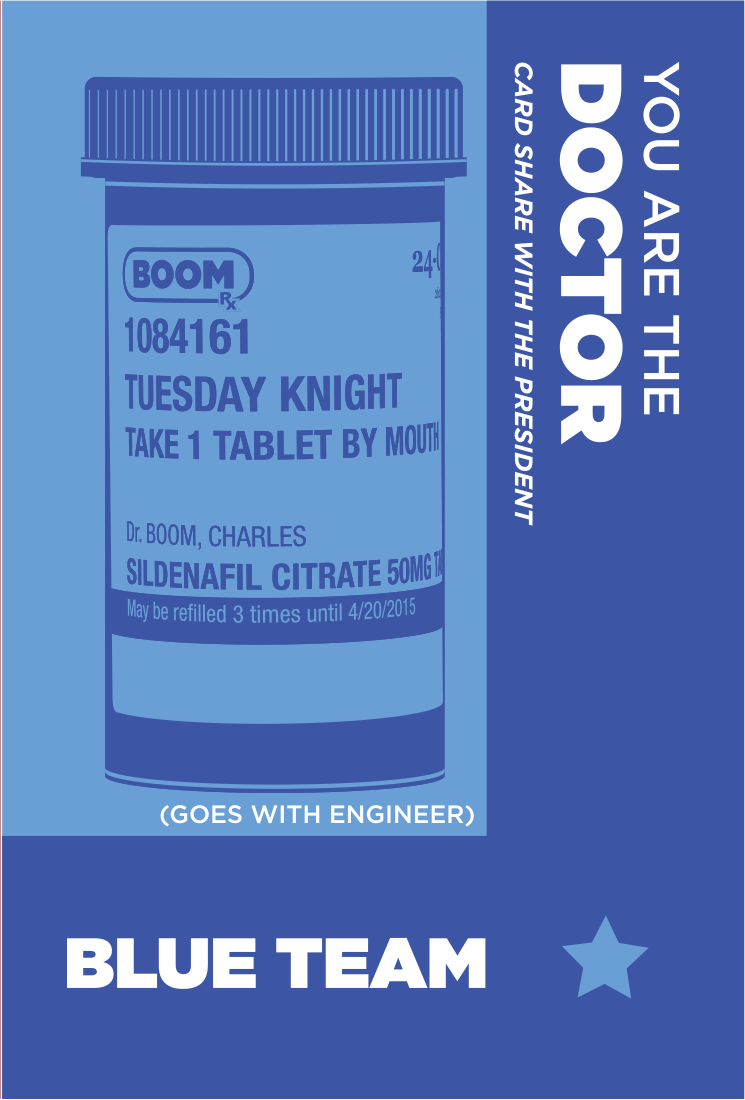 YOU ARE THE
DOCTOR
CARD SHARE WITH THE PRESIDENT
BOOM
Rx
1084161
TUESDAY KNIGHT
TAKE 1 TABLET BY MOUTH
Dr. BOOM, CHARLES
SILDENAFIL CITRATE 50MG
May be refilled 3 times until 4/20/2015
(GOES WITH ENGINEER)
BLUE TEAM